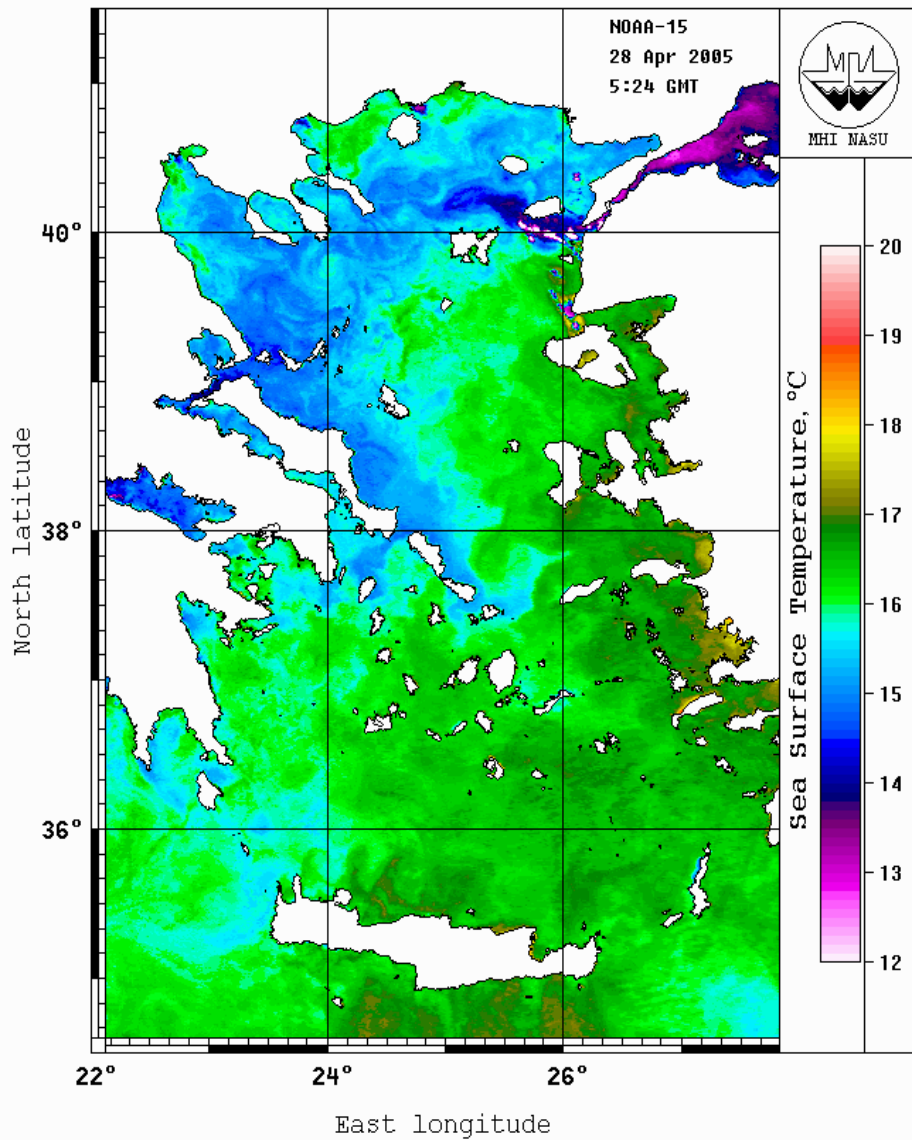 NOAA-15
28 Apr 2005
5:24 GMT
MHI NASU
40°
38°
36°
North latitude
22°
24°
26°
East longitude
20
19
18
17
16
15
14
13
12
Sea Surface Temperature, °C